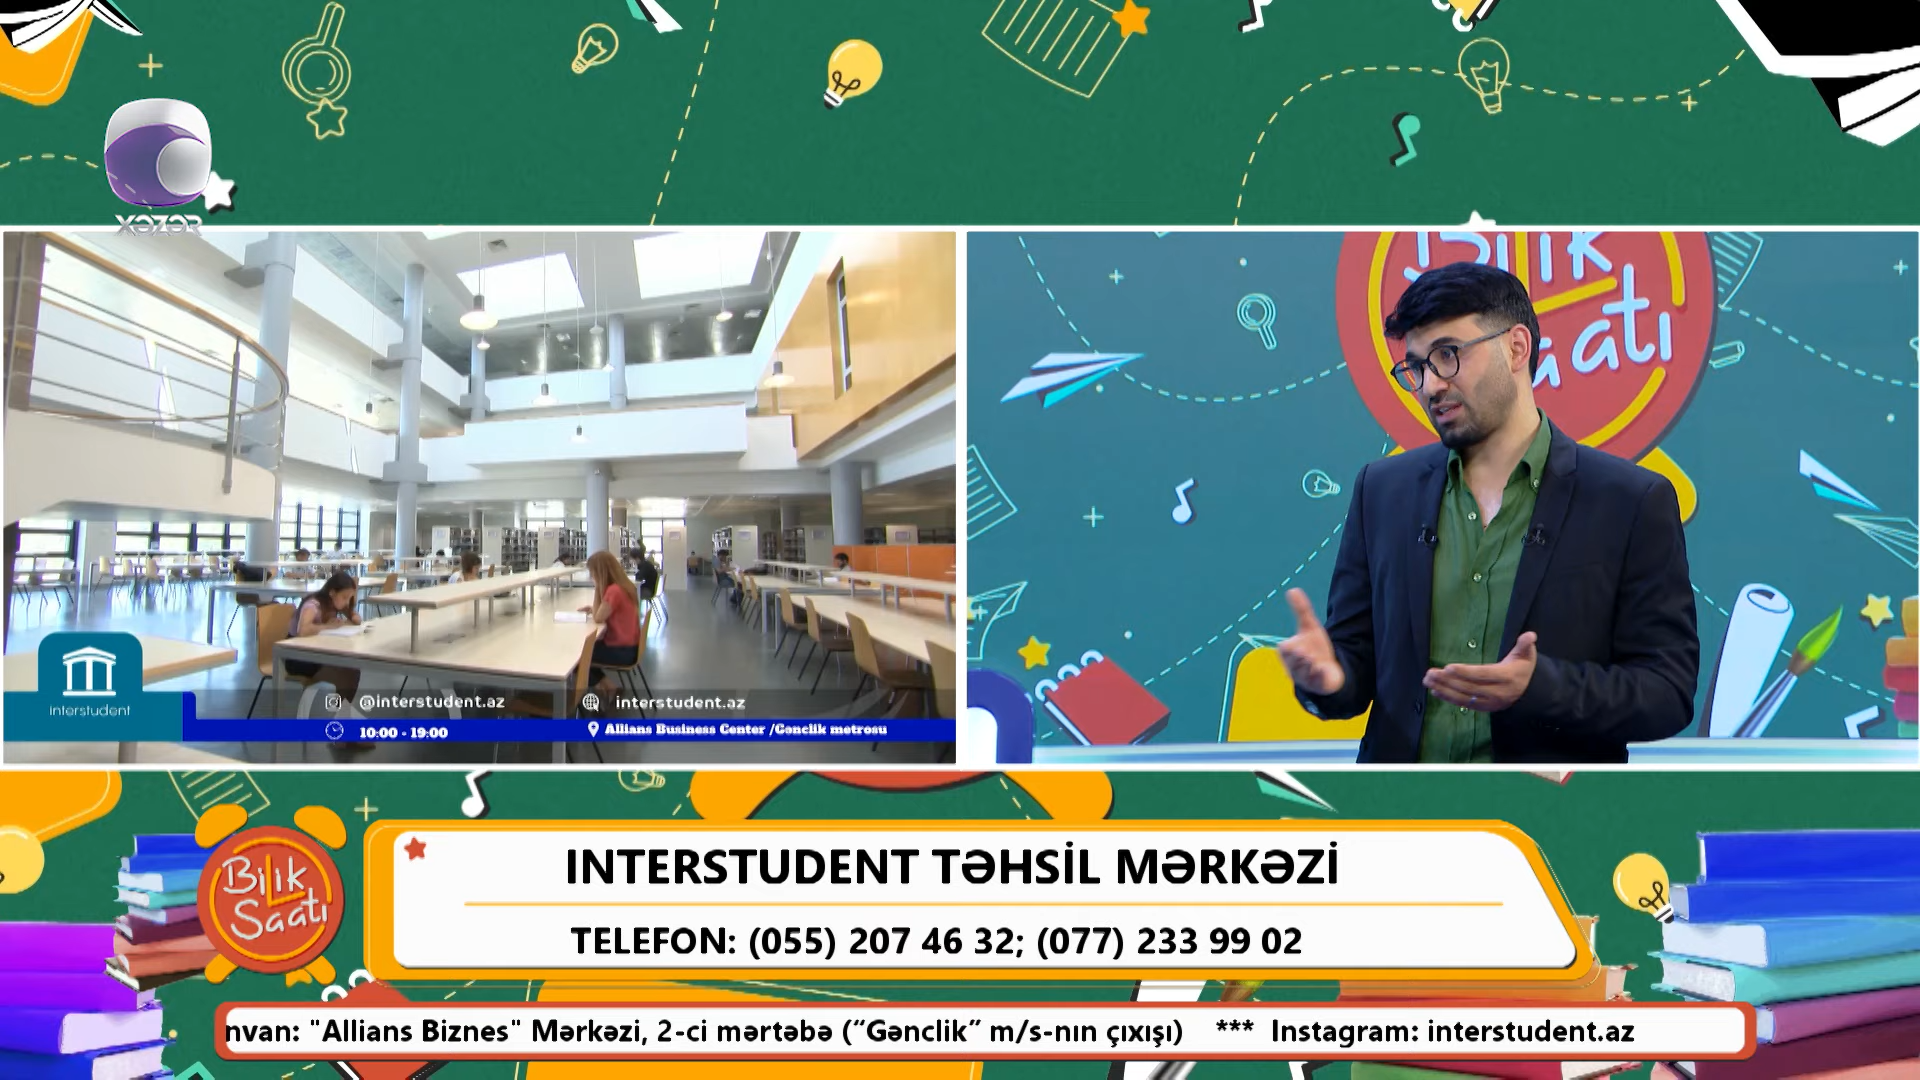 XƏZƏR
Bilik
Saatı
interstudent
@interstudent.az
interstudent.az
10:00 - 19:00
Allians Business Center /Gənclik metrosu
Bilik
Saatı
INTERSTUDENT TƏHSİL MƏRKƏZİ
TELEFON: (055) 207 46 32; (077) 233 99 02
nvan: "Allians Biznes" Mərkəzi, 2-ci mərtəbə (“Gənclik” m/s-nın çıxışı) *** Instagram: interstudent.az